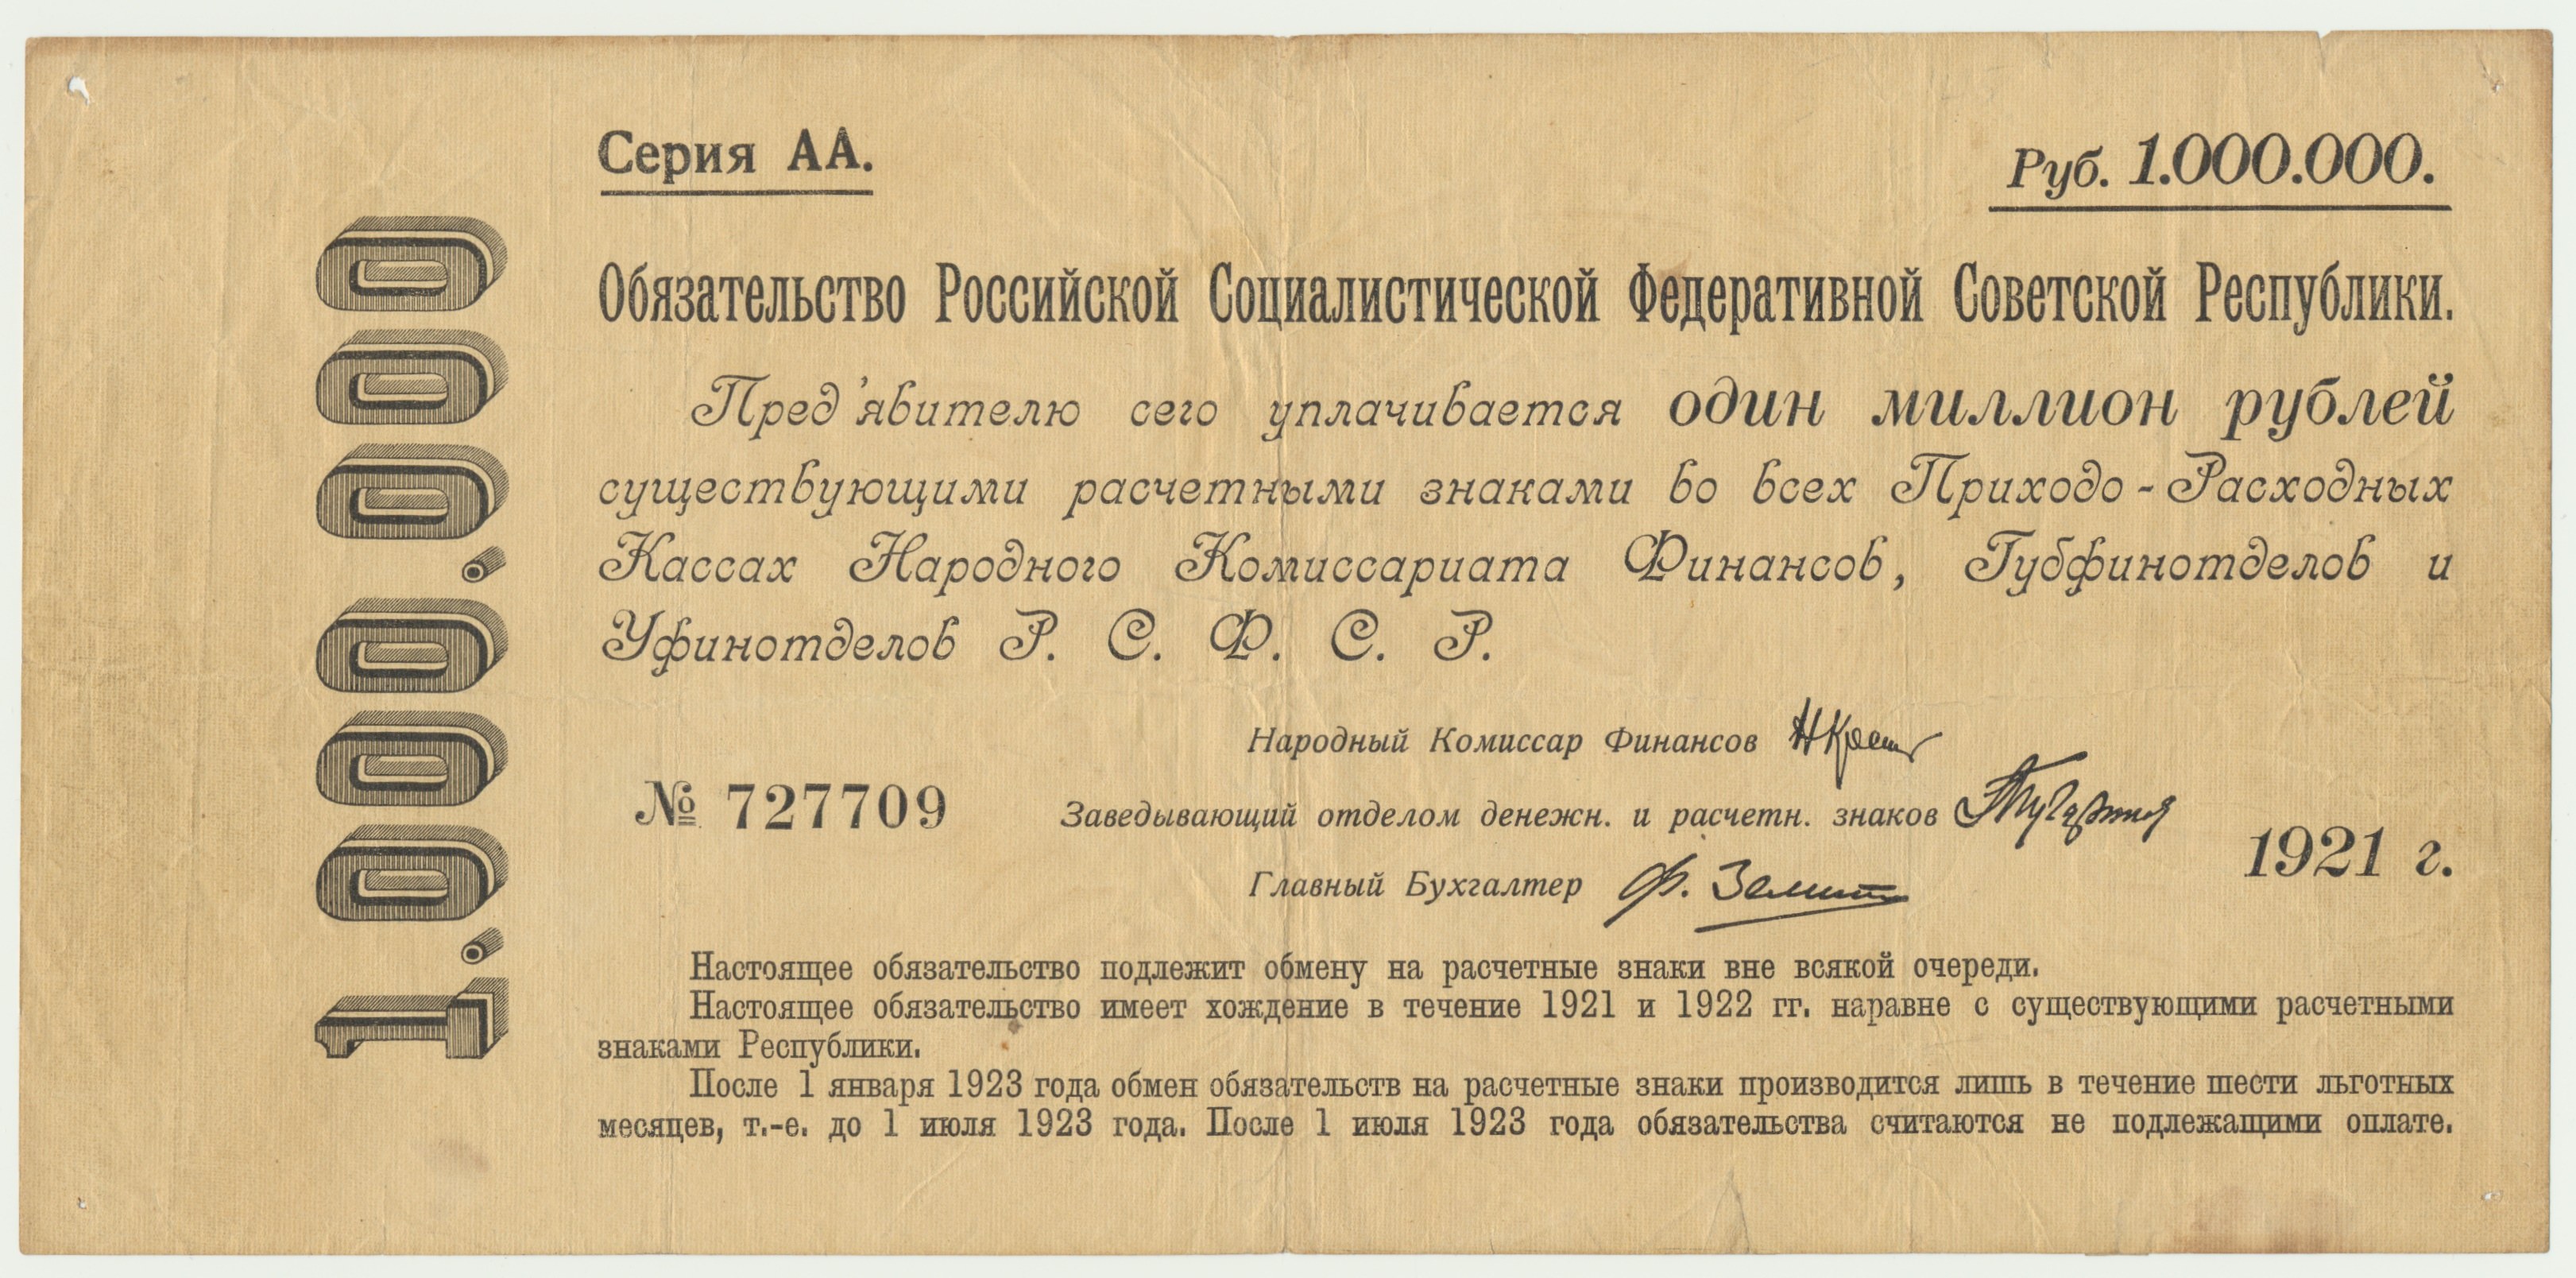 Серия АА.
Руб. 1.000.000.
1.000.000
Обязательство Российской Социалистической Федеративной Советской Республики.
Пред'явителю сего уплачивается один миллион рублей
существующими расчетными знаками во всех Приходо-Расходных
Кассах Народного Комиссариата Финансов, Губфинотделов и
Уфинотделов Р. С. Ф. С. Р.
Народный Комиссар Финансов
№ 727709
Заведывающий отделом денежн. и расчетн. знаков
1921 г.
Главный Бухгалтер Ф.
Настоящее обязательство подлежит обмену на расчетные знаки вне всякой очереди.
Настоящее обязательство имеет хождение в течение 1921 и 1922 гг. наравне с существующими расчетными
знаками Республики.
После 1 января 1923 года обмен обязательств на расчетные знаки производится лишь в течение шести льготных
месяцев, т.-е. до 1 июля 1923 года. После 1 июля 1923 года обязательства считаются не подлежащими оплате.